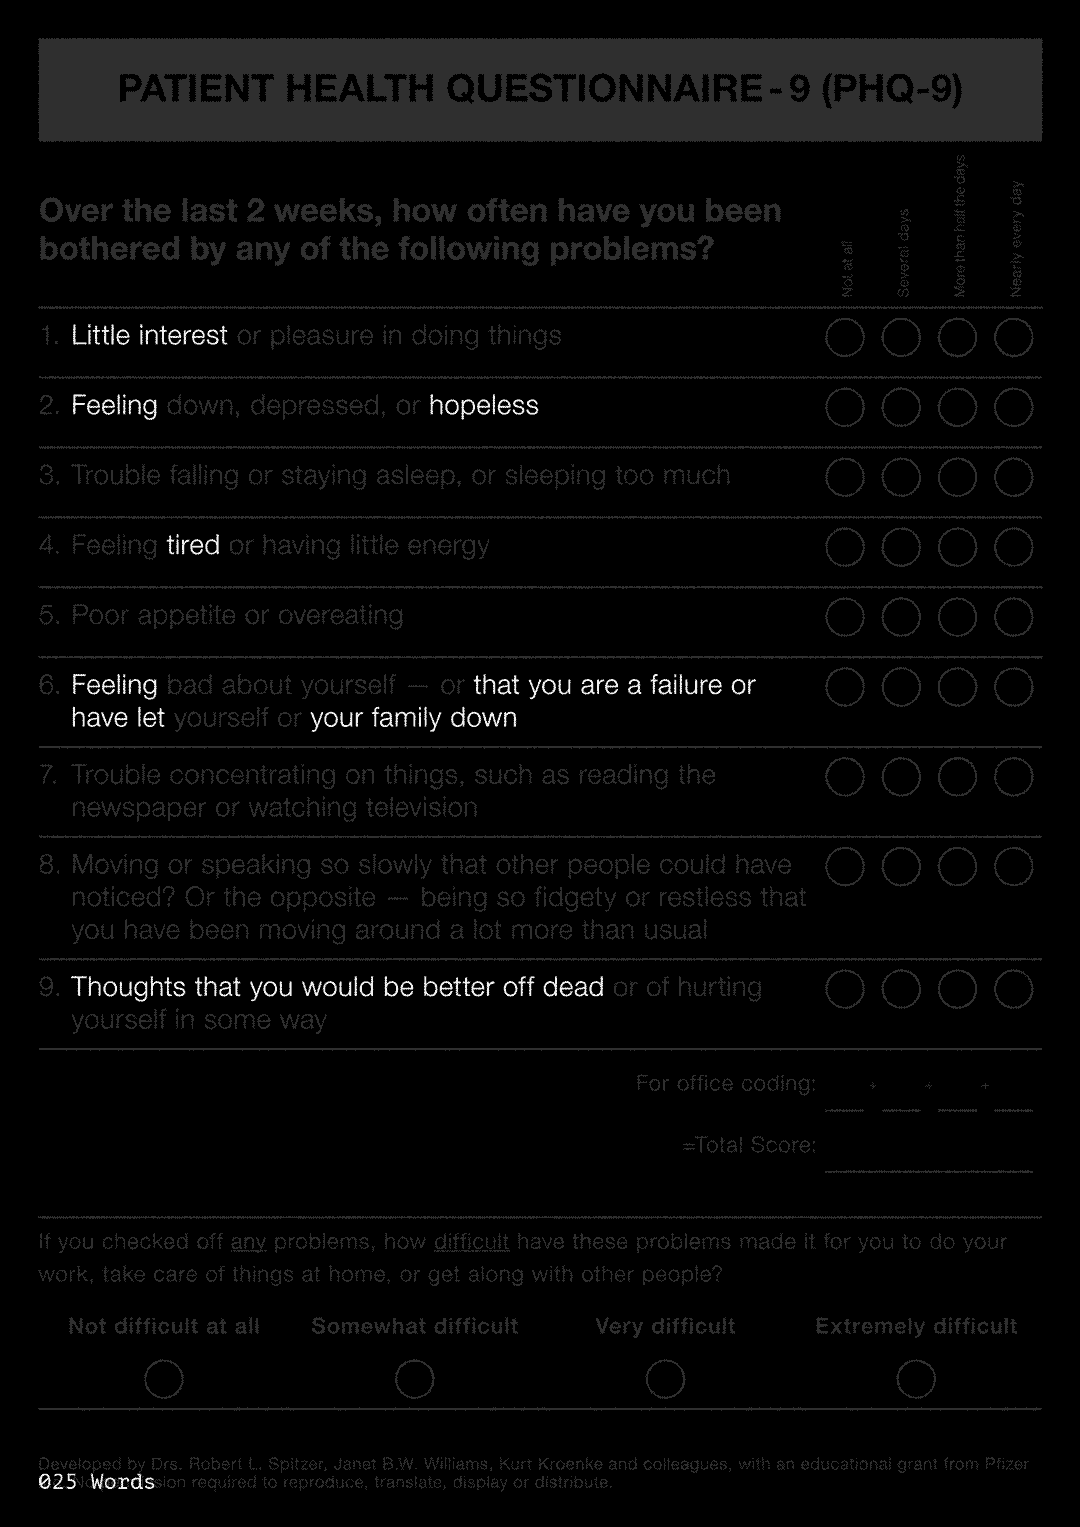 PATIENT HEALTH QUESTIONNAIRE - 9 (PHQ-9)
Not at all
Several days
More than half the days
Nearly every day
Over the last 2 weeks, how often have you been
bothered by any of the following problems?
1. Little interest or pleasure in doing things
2. Feeling down, depressed, or hopeless
3. Trouble falling or staying asleep, or sleeping too much
4. Feeling tired or having little energy
5. Poor appetite or overeating
6. Feeling bad about yourself — or that you are a failure or
have let yourself or your family down
7. Trouble concentrating on things, such as reading the
newspaper or watching television
8. Moving or speaking so slowly that other people could have
noticed? Or the opposite — being so fidgety or restless that
you have been moving around a lot more than usual
9. Thoughts that you would be better off dead or of hurting
yourself in some way
For office coding: + + +
=Total Score:
If you checked off any problems, how difficult have these problems made it for you to do your
work, take care of things at home, or get along with other people?
Not difficult at all Somewhat difficult Very difficult Extremely difficult
Developed by Drs. Robert L. Spitzer, Janet B.W. Williams, Kurt Kroenke and colleagues, with an educational grant from Pfizer
required to reproduce, translate, display or distribute.
025 Words